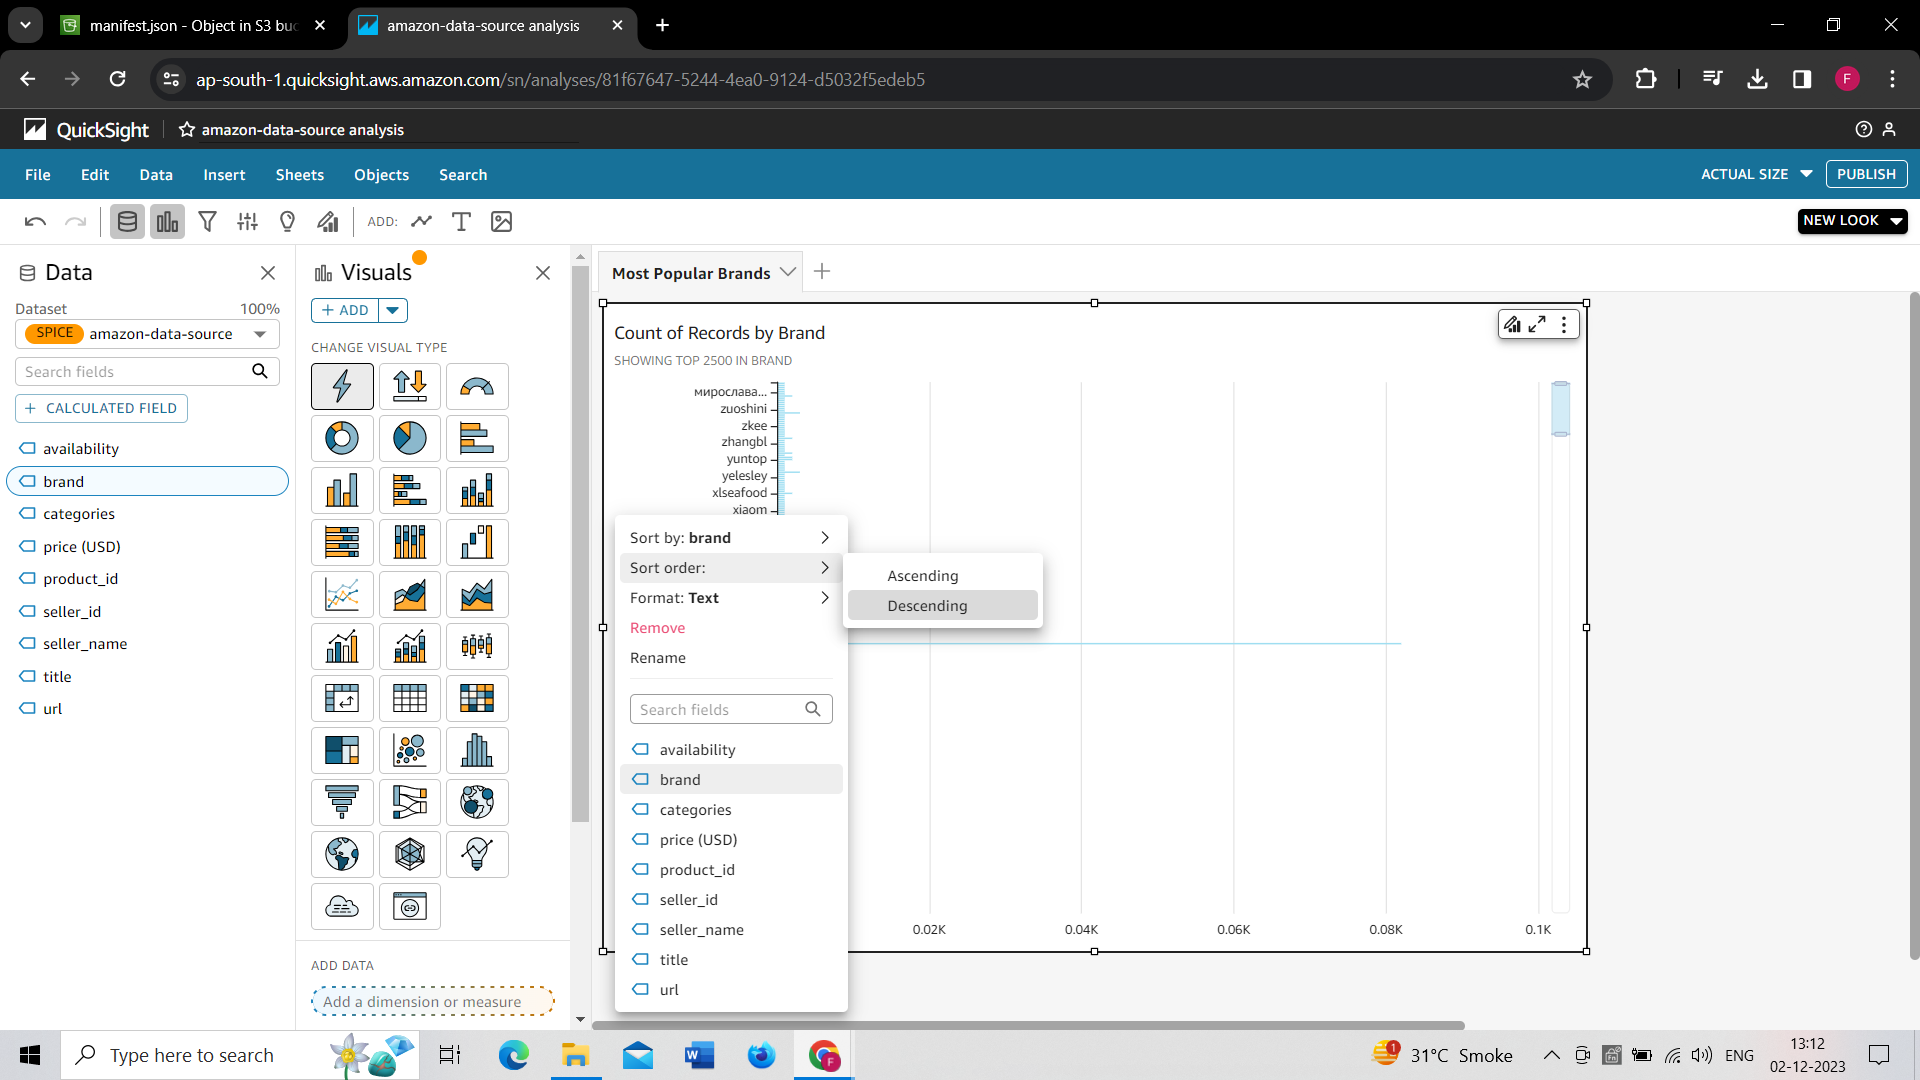 manifest.json - Object in S3 buc
amazon-data-source analysis
ap-south-1.quicksight.aws.amazon.com/sn/analyses/81f67647-5244-4ea0-9124-d5032f5edeb5
F
QuickSight
amazon-data-source analysis
File Edit Data Insert Sheets Objects Search
ACTUAL SIZE
PUBLISH
ADD:
NEW LOOK
Data
Dataset 100%
SPICE amazon-data-source
Search fields
+ CALCULATED FIELD
availability
brand
categories
price (USD)
product_id
seller_id
seller_name
title
url
Visuals
+ ADD
CHANGE VISUAL TYPE
ADD DATA
Add a dimension or measure
Most Popular Brands
Count of Records by Brand
SHOWING TOP 2500 IN BRAND
мирослава...
zuoshini
zkee
zhangbl
yuntop
yelesley
xlseafood
xiaom
0.02K 0.04K 0.06K 0.08K 0.1K
Sort by: brand
Sort order:
Format: Text
Remove
Rename
Search fields
availability
brand
categories
price (USD)
product_id
seller_id
seller_name
title
url
Ascending
Descending
Type here to search
F
1
31°C Smoke
ENG
13:12
02-12-2023